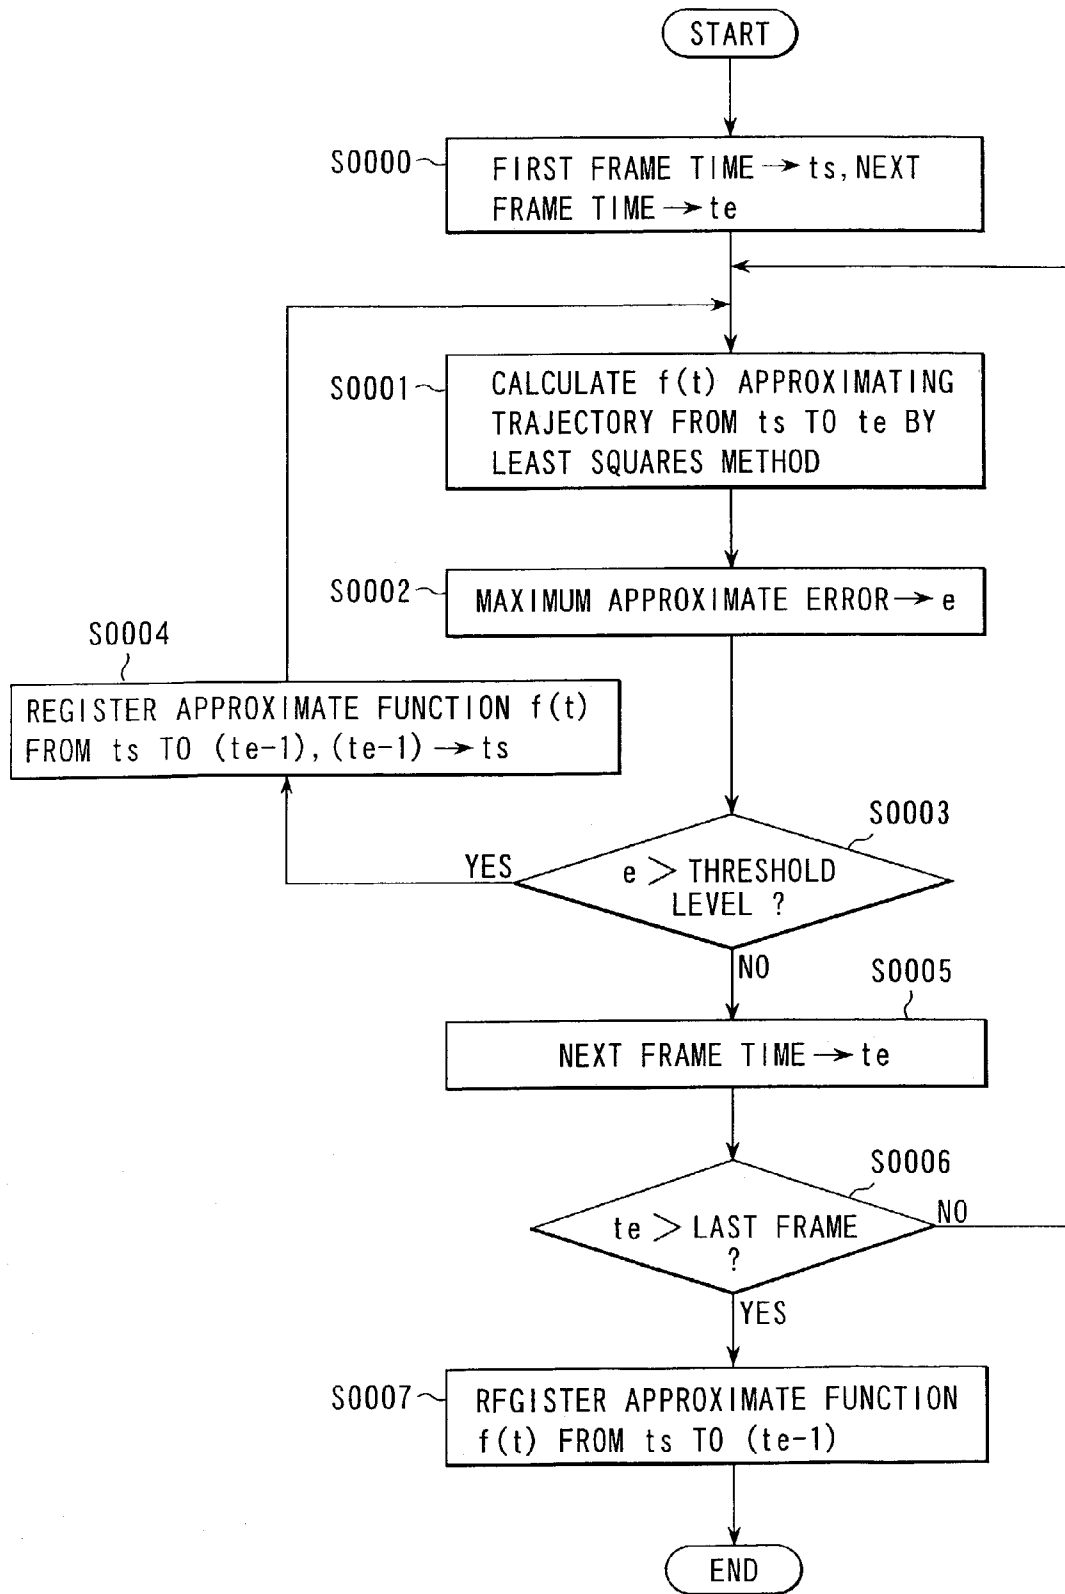 START
S0000
FIRST FRAME TIME → ts, NEXT
FRAME TIME → te
S0001
CALCULATE f(t) APPROXIMATING
TRAJECTORY FROM ts TO te BY
LEAST SQUARES METHOD
S0002
MAXIMUM APPROXIMATE ERROR → e
S0004
REGISTER APPROXIMATE FUNCTION f(t)
FROM ts TO (te-1), (te-1) → ts
S0003
YES
e > THRESHOLD
LEVEL ?
NO
S0005
NEXT FRAME TIME → te
S0006
te > LAST FRAME
?
NO
YES
S0007
RFGISTER APPROXIMATE FUNCTION
f(t) FROM ts TO (te-1)
END